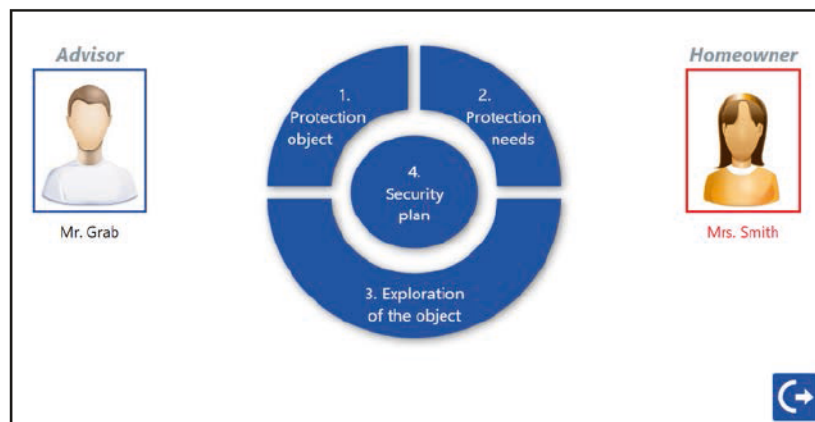 Advisor
Homeowner
1.
Protection
object
2.
Protection
needs
4.
Security
plan
Mr. Grab
Mrs. Smith
3. Exploration
of the object